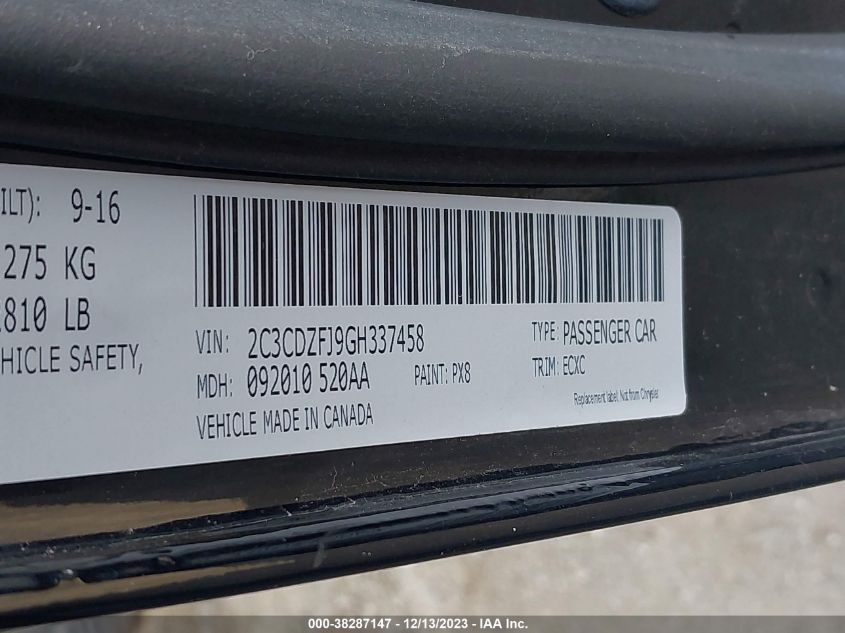 ILT): 9-16
275 KG
810 LB
HICLE SAFETY,
VIN: 2C3CDZFJ9GH337458
TYPE: PASSENGER CAR
MDH: 092010 520AA
PAINT: PX8
TRIM: ECXC
VEHICLE MADE IN CANADA
Replacement label. Not from Chrysler
000-38287147 - 12/13/2023 - IAA Inc.